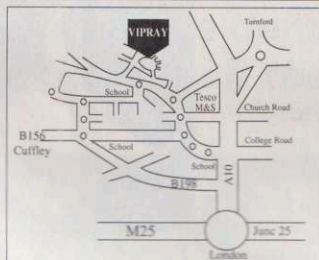 Turnford
VIPRAY
School
Tesco
M&S
Church Road
B156
Cuffley
School
College Road
School
B198
A10
M25
Junc 25
London